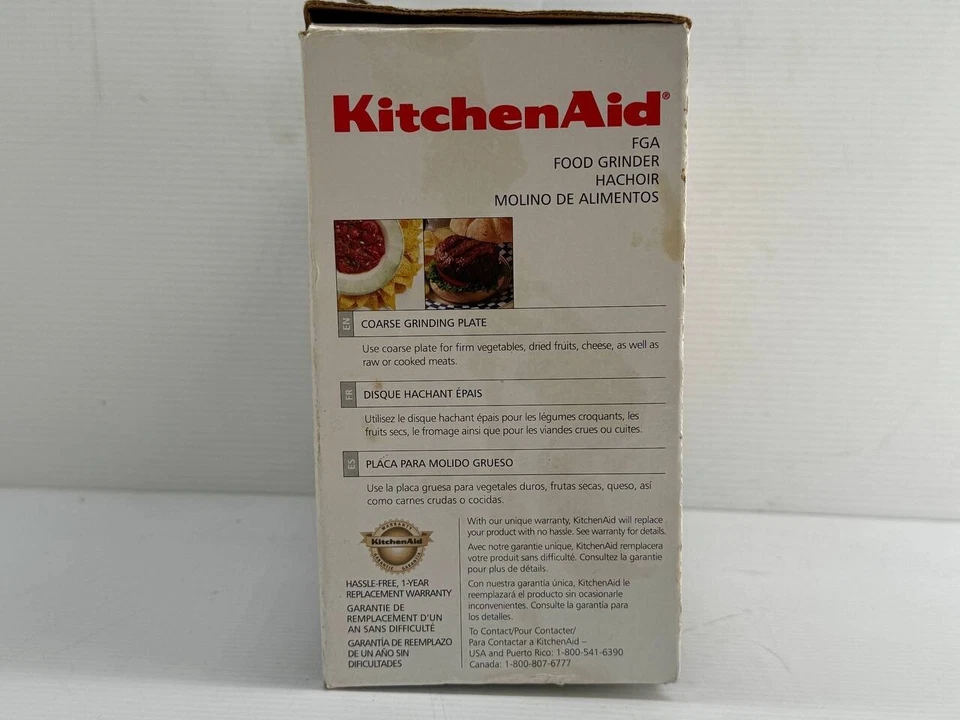 KitchenAid®
FGA
FOOD GRINDER
HACHOIR
MOLINO DE ALIMENTOS
EN
COARSE GRINDING PLATE
Use coarse plate for firm vegetables, dried fruits, cheese, as well as
raw or cooked meats.
FR
DISQUE HACHANT ÉPAIS
Utilisez le disque hachant épais pour les légumes croquants, les
fruits secs, le fromage ainsi que pour les viandes crues ou cuites.
ES
PLACA PARA MOLIDO GRUESO
Use la placa gruesa para vegetales duros, frutas secas, queso, así
como carnes crudas o cocidas.
WARRANTY
KitchenAid
GARANTIE GARANTÍA
HASSLE-FREE, 1-YEAR
REPLACEMENT WARRANTY
GARANTIE DE
REMPLACEMENT D'UN
AN SANS DIFFICULTÉ
GARANTÍA DE REEMPLAZO
DE UN AÑO SIN
DIFICULTADES
With our unique warranty, KitchenAid will replace
your product with no hassle. See warranty for details.
Avec notre garantie unique, KitchenAid remplacera
votre produit sans difficulté. Consultez la garantie
pour plus de détails.
Con nuestra garantía única, KitchenAid le
reemplazará el producto sin ocasionarle
inconvenientes. Consulte la garantía para
los detalles.
To Contact/Pour Contacter/
Para Contactar a KitchenAid –
USA and Puerto Rico: 1-800-541-6390
Canada: 1-800-807-6777